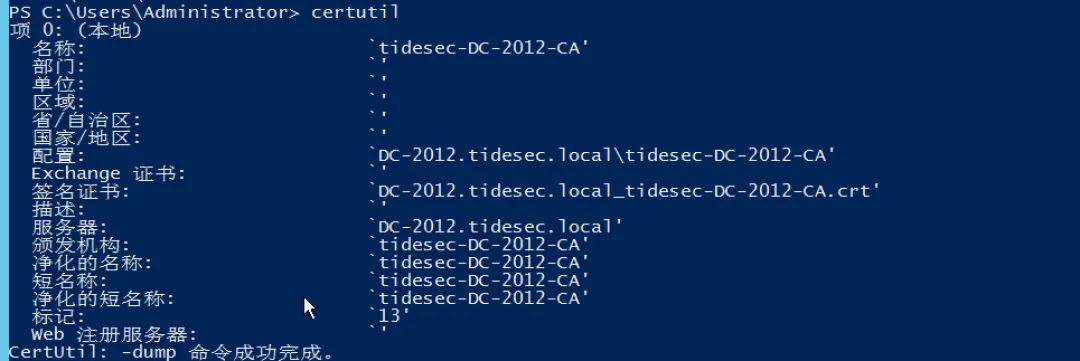 PS C:\Users\Administrator> certutil
项 0: (本地)
名称: `tidesec-DC-2012-CA'
部门: `'
单位: `'
区域: `'
省/自治区: `'
国家/地区: `'
配置: `DC-2012.tidesec.local\tidesec-DC-2012-CA'
Exchange 证书: `'
签名证书: `DC-2012.tidesec.local_tidesec-DC-2012-CA.crt'
描述: `'
服务器: `DC-2012.tidesec.local'
颁发机构: `tidesec-DC-2012-CA'
净化的名称: `tidesec-DC-2012-CA'
短名称: `tidesec-DC-2012-CA'
净化的短名称: `tidesec-DC-2012-CA'
标记: `13'
Web 注册服务器: `'
CertUtil: -dump 命令成功完成。